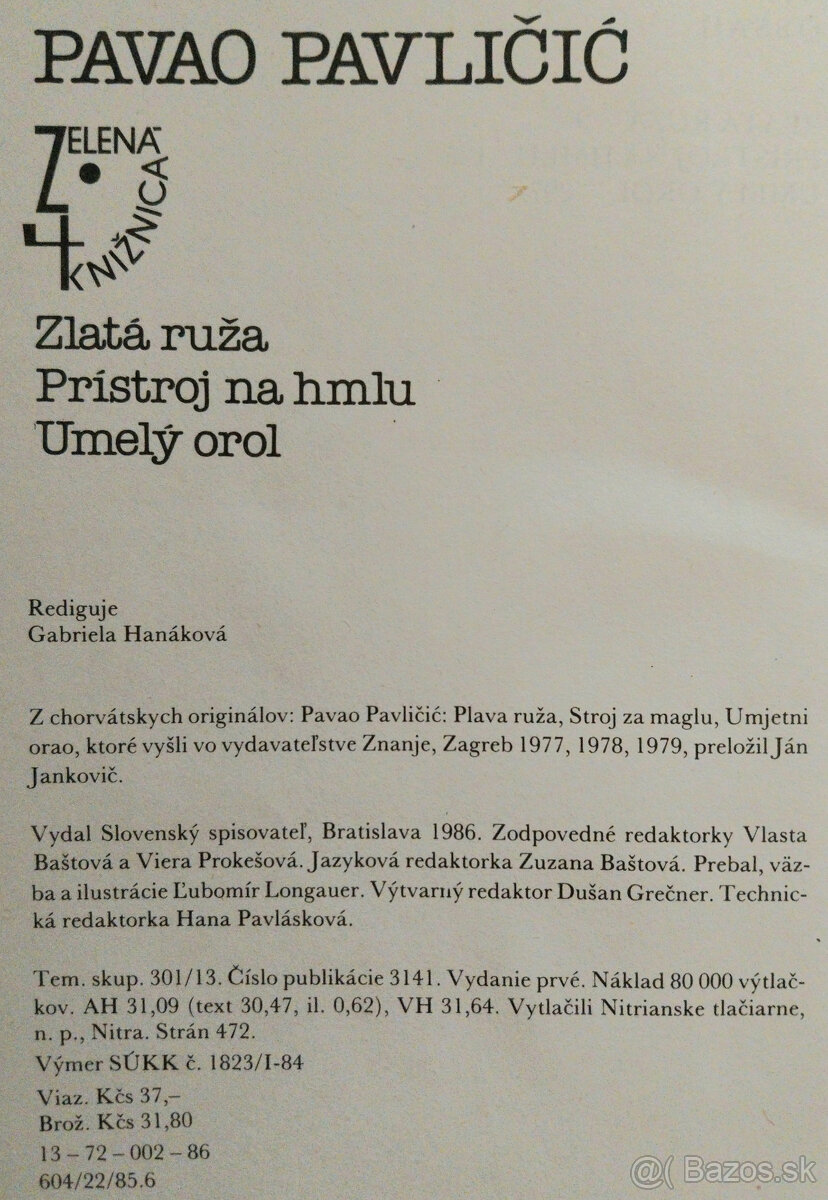 PAVAO PAVLIČIĆ
ZELENÁ
KNIŽNICA
4
Zlatá ruža
Prístroj na hmlu
Umelý orol
Rediguje
Gabriela Hanáková
Z chorvátskych originálov: Pavao Pavličić: Plava ruža, Stroj za maglu, Umjetni
orao, ktoré vyšli vo vydavateľstve Znanje, Zagreb 1977, 1978, 1979, preložil Ján
Jankovič.
Vydal Slovenský spisovateľ, Bratislava 1986. Zodpovedné redaktorky Vlasta
Baštová a Viera Prokešová. Jazyková redaktorka Zuzana Baštová. Prebal, väz-
ba a ilustrácie Ľubomír Longauer. Výtvarný redaktor Dušan Grečner. Technic-
ká redaktorka Hana Pavlásková.
Tem. skup. 301/13. Číslo publikácie 3141. Vydanie prvé. Náklad 80 000 výtlač-
kov. AH 31,09 (text 30,47, il. 0,62), VH 31,64. Vytlačili Nitrianske tlačiarne,
n. p., Nitra. Strán 472.
Výmer SÚKK č. 1823/I-84
Viaz. Kčs 37,–
Brož. Kčs 31,80
13 – 72 – 002 – 86
604/22/85.6
@( Bazos.sk